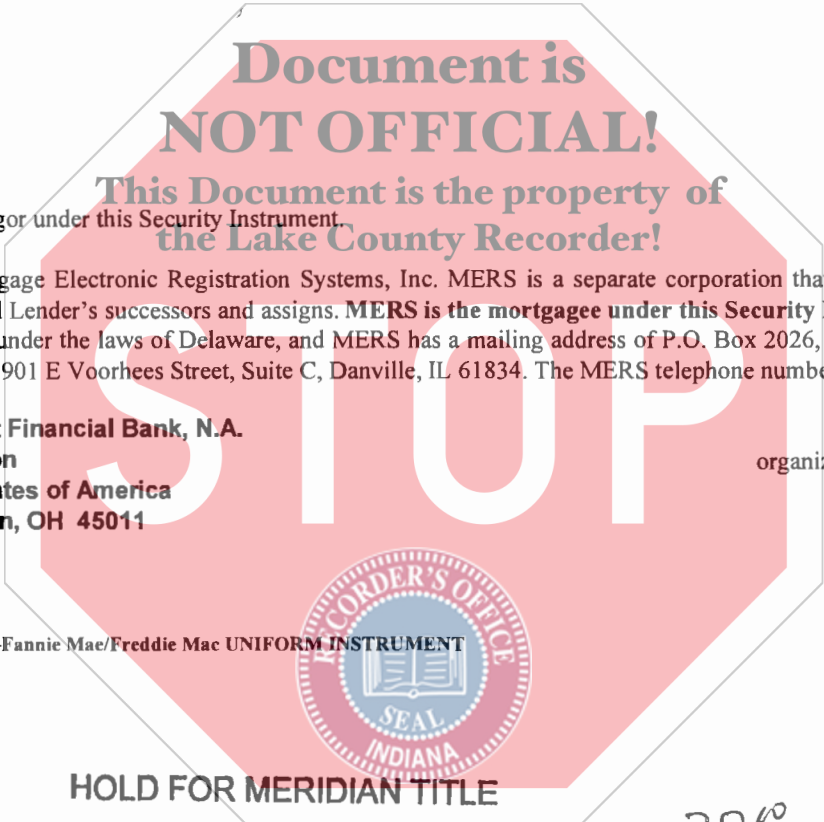 Document is
NOT OFFICIAL!
This Document is the property of
gor under this Security Instrument.
the Lake County Recorder!
gage Electronic Registration Systems, Inc. MERS is a separate corporation tha
l Lender's successors and assigns. MERS is the mortgagee under this Security
under the laws of Delaware, and MERS has a mailing address of P.O. Box 2026,
901 E Voorhees Street, Suite C, Danville, IL 61834. The MERS telephone numbe
STOP
t Financial Bank, N.A.
on
organiz
ates of America
n, OH 45011
RECORDER'S OFFICE
-Fannie Mae/Freddie Mac UNIFORM INSTRUMENT
SEAL
INDIANA
HOLD FOR MERIDIAN TITLE